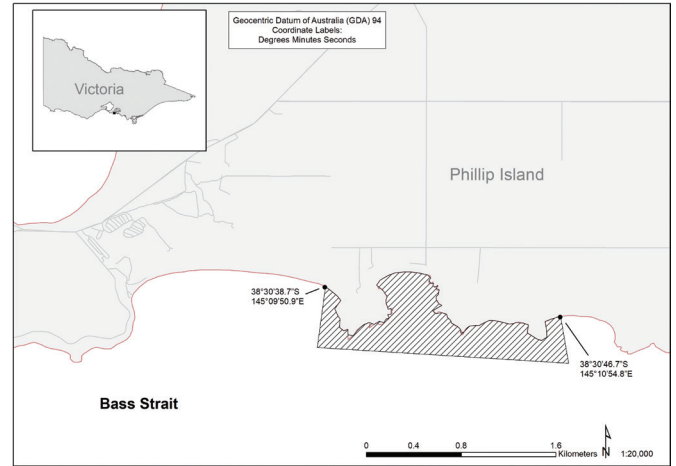 Geocentric Datum of Australia (GDA) 94
Coordinate Labels:
Degrees Minutes Seconds
Victoria
Phillip Island
38°30'38.7"S
145°09'50.9"E
38°30'46.7"S
145°10'54.8"E
Bass Strait
0 0.4 0.8 1.6
Kilometers N 1:20,000